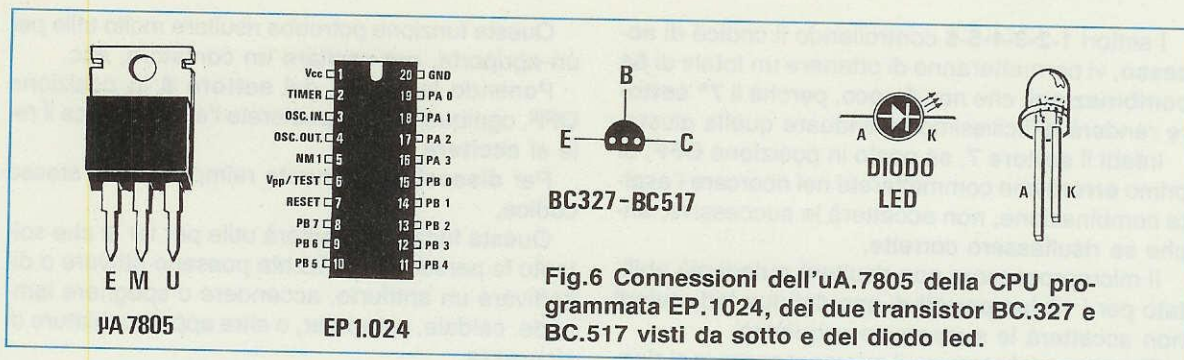 E M U
µA 7805
Vcc 1 20 GND
TIMER 2 19 PA 0
OSC.IN. 3 18 PA 1
OSC.OUT. 4 17 PA 2
NM 1 5 16 PA 3
Vpp/TEST 6 15 PB 0
RESET 7 14 PB 1
PB 7 8 13 PB 2
PB 6 9 12 PB 3
PB 5 10 11 PB 4
EP 1.024
B
E C
BC327-BC517
A K
DIODO
LED
A K
Fig.6 Connessioni dell'uA.7805 della CPU pro-
grammata EP.1024, dei due transistor BC.327 e
BC.517 visti da sotto e del diodo led.